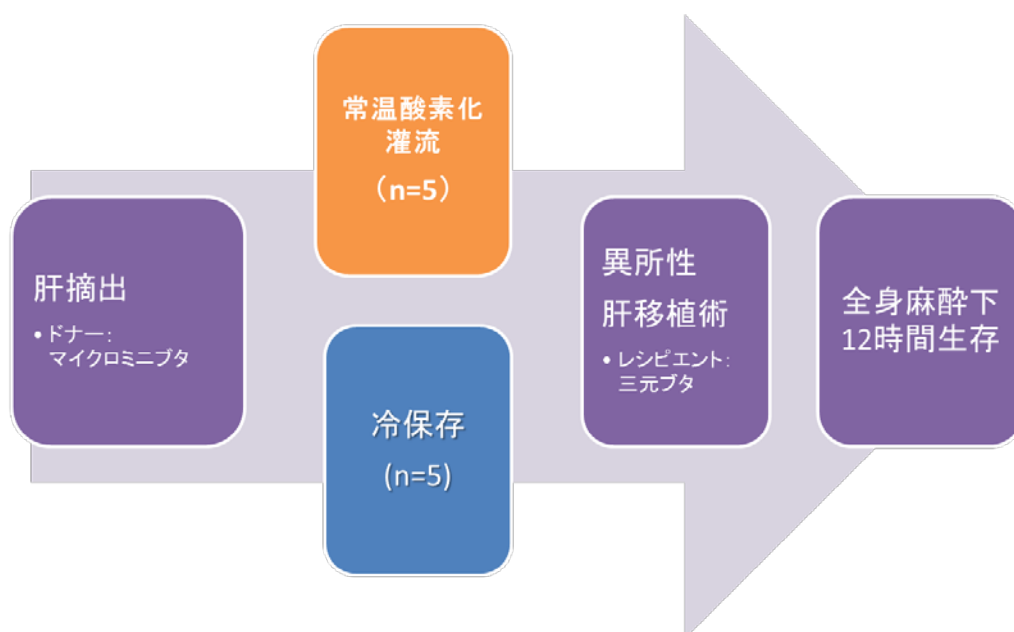 肝摘出
• ドナー：
マイクロミニブタ
常温酸素化
灌流
（n=5）
冷保存
(n=5)
異所性
肝移植術
• レシピエント：
三元ブタ
全身麻酔下
12時間生存